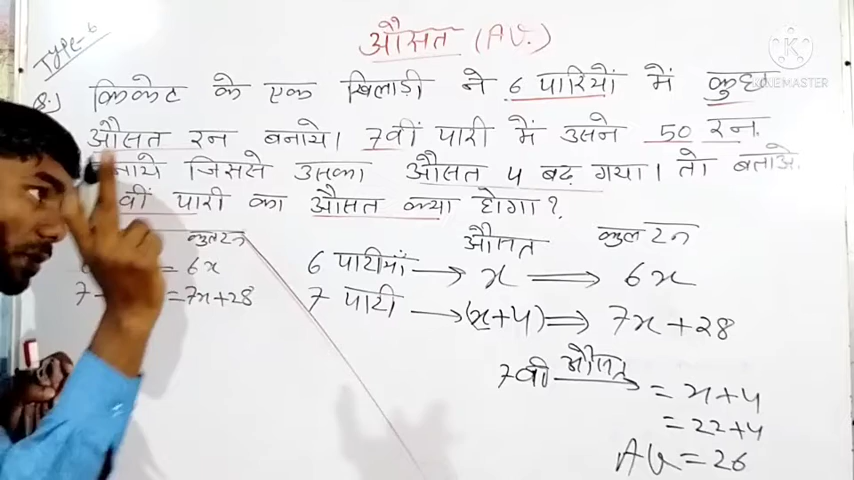 Type-6
औसत (AV.)
KINEMASTER
Q.) क्रिकेट के एक खिलाड़ी ने 6 पारियों में कुछ
औसत रन बनाये। 7वीं पारी में उसने 50 रन
बनाये जिससे उसका औसत 4 बढ़ गया। तो बताओ
वीं पारी का औसत क्या होगा?
कुलरन
= 6x
7 = 7x+28
औसत कुल रन
6 पारीयां → x ⟹ 6x
7 पारी → (x+4) ⟹ 7x+28
7वी औसत → = x+4
= 22+4
AV = 26